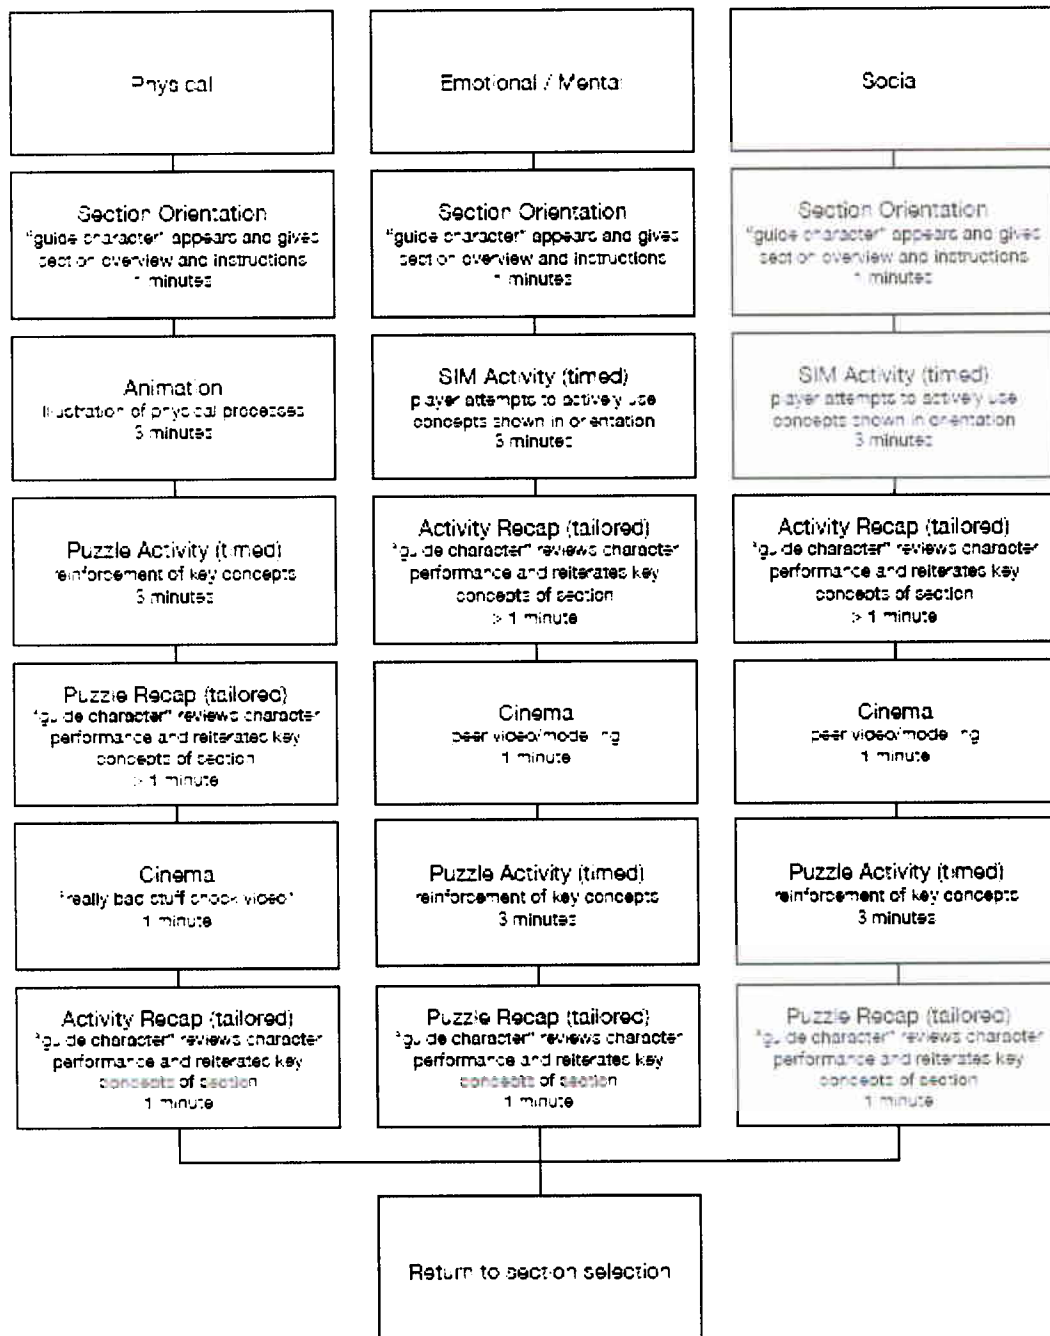 Physical
Section Orientation
"guide character" appears and gives
section overview and instructions
1 minutes
Animation
illustration of physical processes
3 minutes
Puzzle Activity (timed)
reinforcement of key concepts
3 minutes
Puzzle Recap (tailored)
"guide character" reviews character
performance and reiterates key
concepts of section
> 1 minute
Cinema
"really bad stuff shock video"
1 minute
Activity Recap (tailored)
"guide character" reviews character
performance and reiterates key
concepts of section
1 minute
Emotional / Mental
Section Orientation
"guide character" appears and gives
section overview and instructions
1 minutes
SIM Activity (timed)
player attempts to actively use
concepts shown in orientation
3 minutes
Activity Recap (tailored)
"guide character" reviews character
performance and reiterates key
concepts of section
> 1 minute
Cinema
peer video/modeling
1 minute
Puzzle Activity (timed)
reinforcement of key concepts
3 minutes
Puzzle Recap (tailored)
"guide character" reviews character
performance and reiterates key
concepts of section
1 minute
Social
Section Orientation
"guide character" appears and gives
section overview and instructions
1 minutes
SIM Activity (timed)
player attempts to actively use
concepts shown in orientation
3 minutes
Activity Recap (tailored)
"guide character" reviews character
performance and reiterates key
concepts of section
> 1 minute
Cinema
peer video/modeling
1 minute
Puzzle Activity (timed)
reinforcement of key concepts
3 minutes
Puzzle Recap (tailored)
"guide character" reviews character
performance and reiterates key
concepts of section
1 minute
Return to section selection